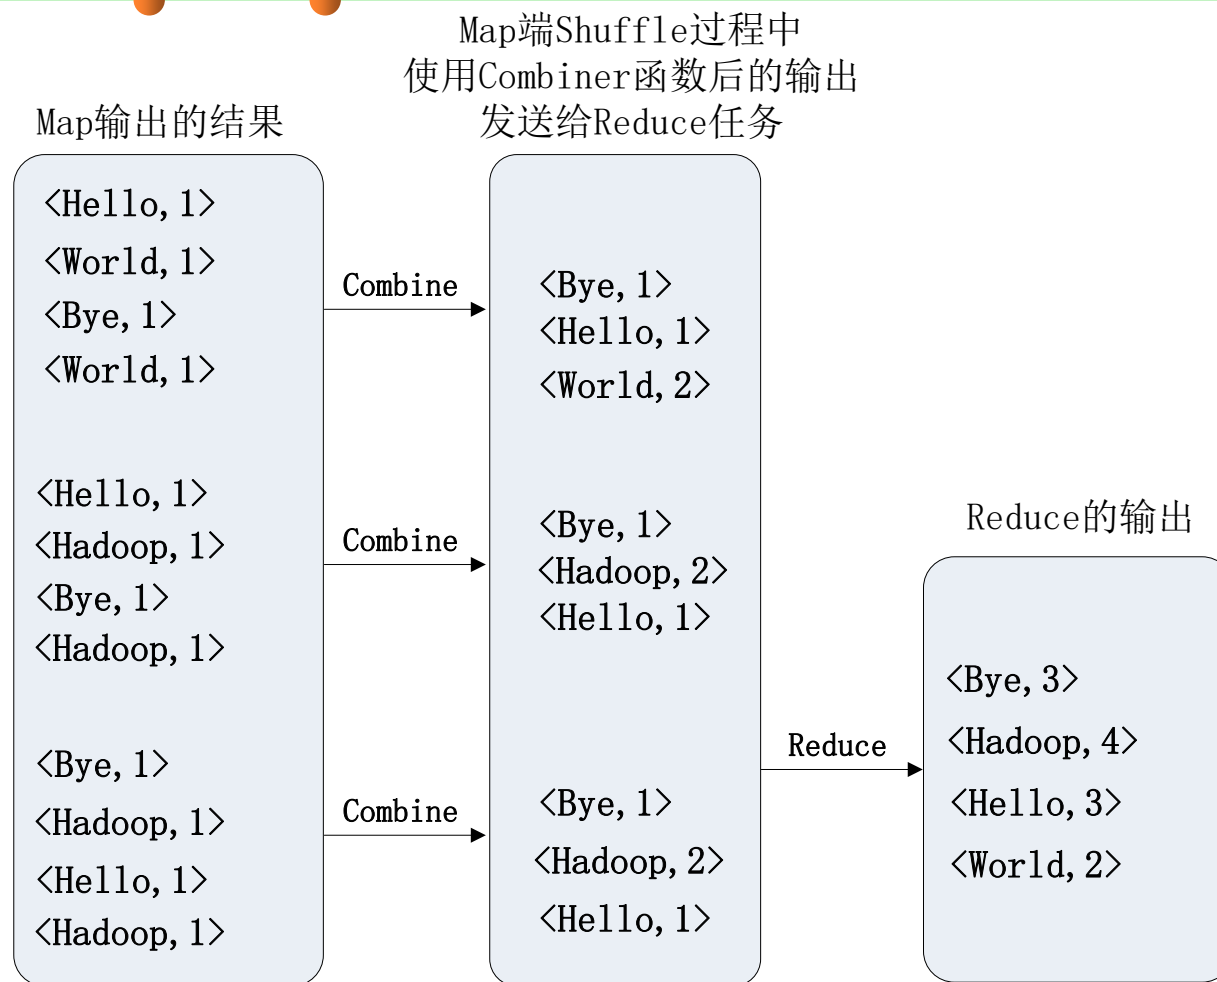 Map端Shuffle过程中
使用Combiner函数后的输出
发送给Reduce任务
Map输出的结果
<Hello,1>
<World,1>
<Bye,1>
<World,1>
Combine
<Bye,1>
<Hello,1>
<World,2>
<Hello,1>
<Hadoop,1>
<Bye,1>
<Hadoop,1>
Combine
<Bye,1>
<Hadoop,2>
<Hello,1>
<Bye,1>
<Hadoop,1>
<Hello,1>
<Hadoop,1>
Combine
<Bye,1>
<Hadoop,2>
<Hello,1>
Reduce
Reduce的输出
<Bye,3>
<Hadoop,4>
<Hello,3>
<World,2>